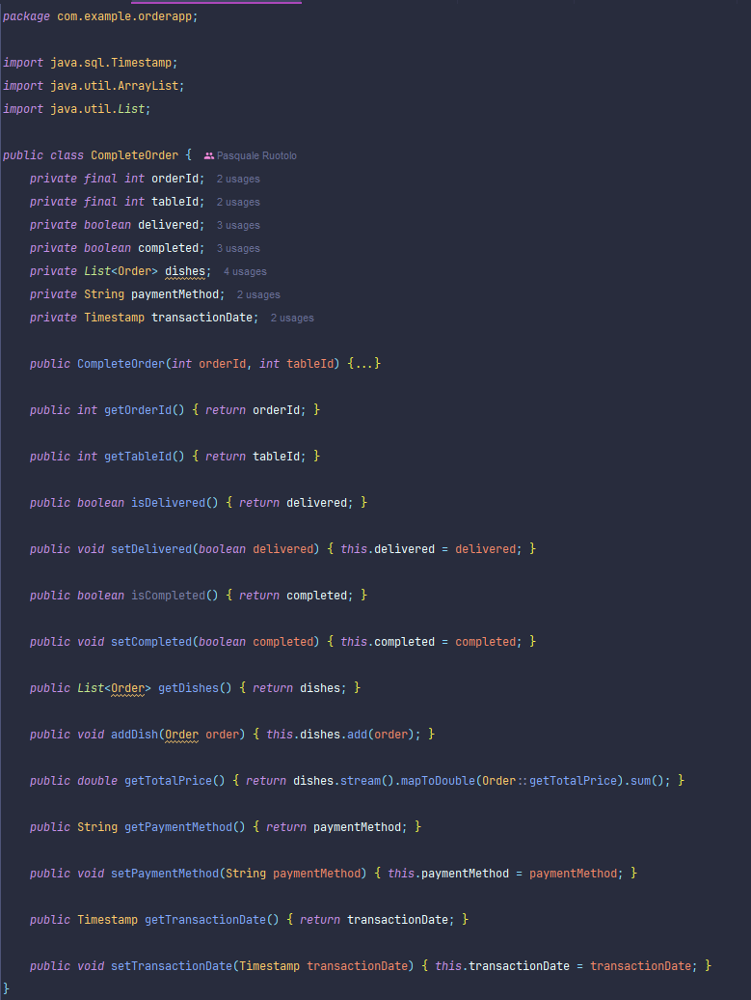 package com.example.orderapp;
import java.sql.Timestamp;
import java.util.ArrayList;
import java.util.List;
public class CompleteOrder { Pasquale Ruotolo
private final int orderId; 2 usages
private final int tableId; 2 usages
private boolean delivered; 3 usages
private boolean completed; 3 usages
private List<Order> dishes; 4 usages
private String paymentMethod; 2 usages
private Timestamp transactionDate; 2 usages
public CompleteOrder(int orderId, int tableId) {...}
public int getOrderId() { return orderId; }
public int getTableId() { return tableId; }
public boolean isDelivered() { return delivered; }
public void setDelivered(boolean delivered) { this.delivered = delivered; }
public boolean isCompleted() { return completed; }
public void setCompleted(boolean completed) { this.completed = completed; }
public List<Order> getDishes() { return dishes; }
public void addDish(Order order) { this.dishes.add(order); }
public double getTotalPrice() { return dishes.stream().mapToDouble(Order::getTotalPrice).sum(); }
public String getPaymentMethod() { return paymentMethod; }
public void setPaymentMethod(String paymentMethod) { this.paymentMethod = paymentMethod; }
public Timestamp getTransactionDate() { return transactionDate; }
public void setTransactionDate(Timestamp transactionDate) { this.transactionDate = transactionDate; }
}